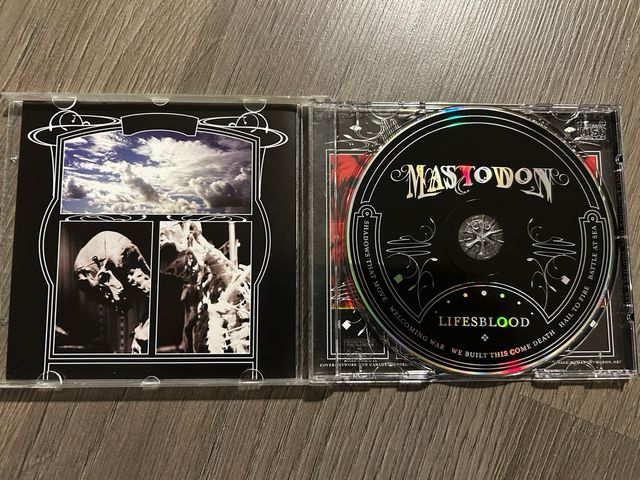 MASTODON
LIFESBLOOD
SHADOWS THAT MOVE
WELCOMING WAR
WE BUILT THIS COME DEATH
HAIL TO FIRE
BATTLE AT SEA